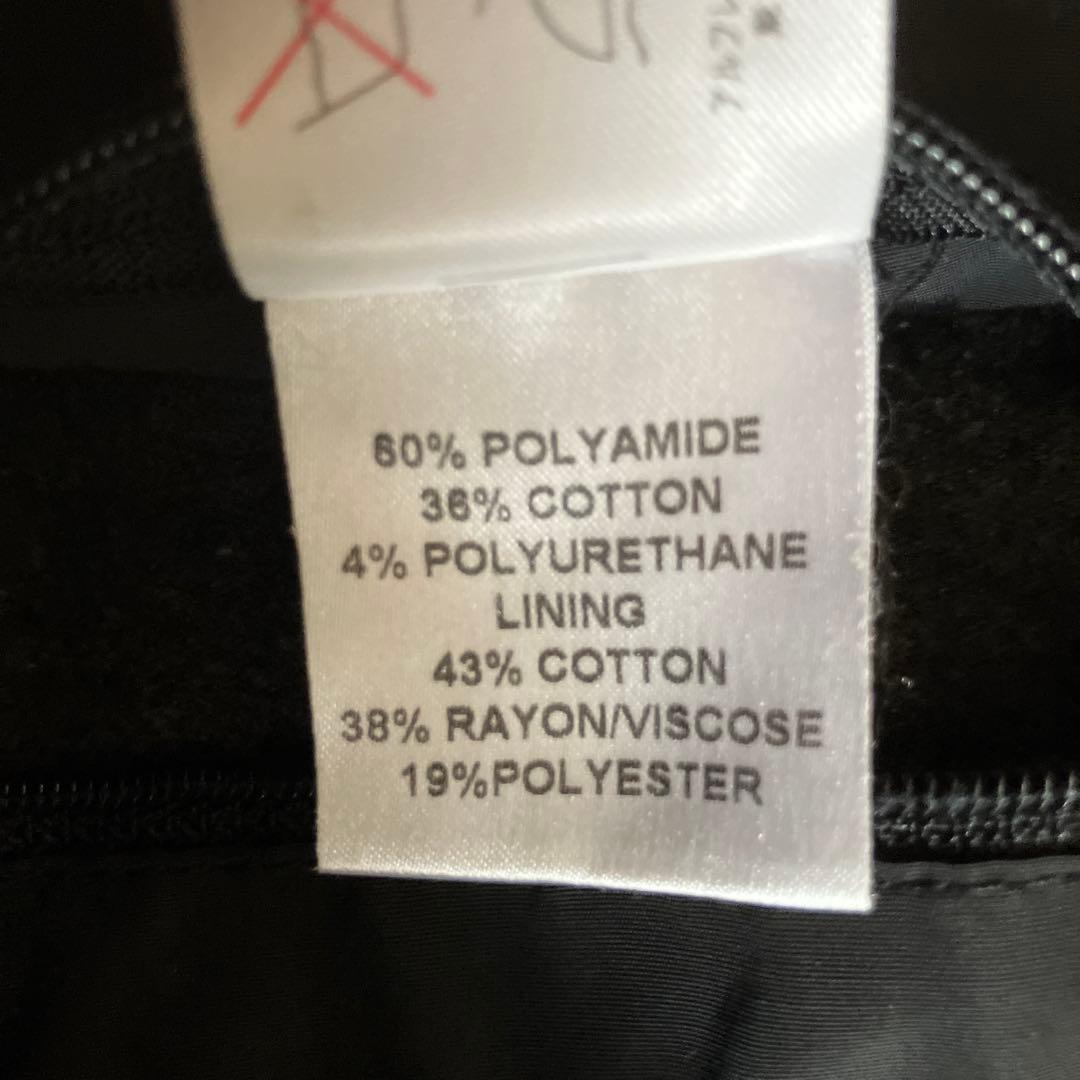 60% POLYAMIDE
36% COTTON
4% POLYURETHANE
LINING
43% COTTON
38% RAYON/VISCOSE
19%POLYESTER